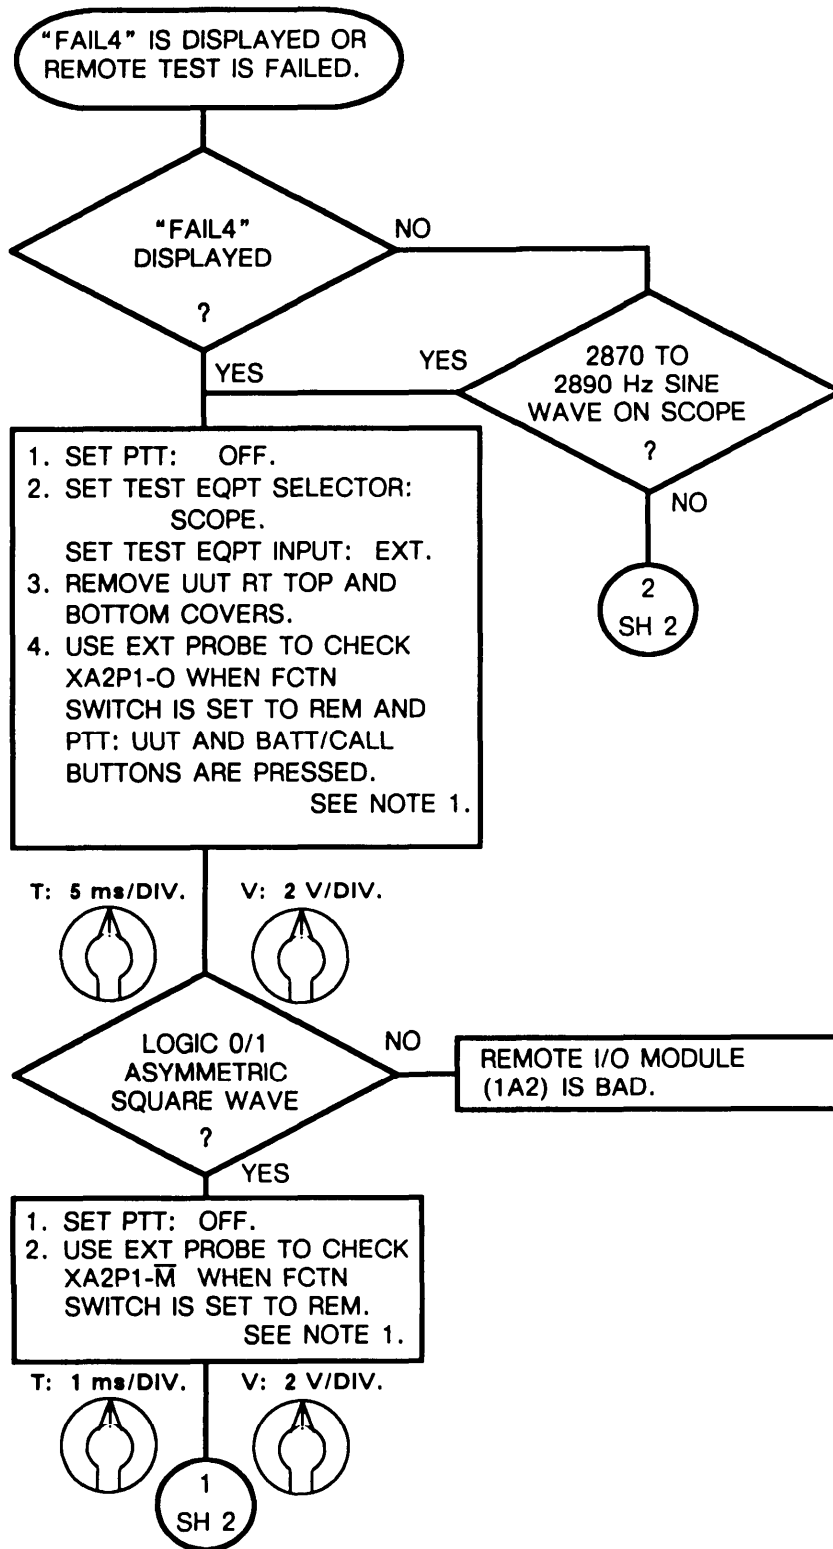 "FAIL4" IS DISPLAYED OR
REMOTE TEST IS FAILED.
"FAIL4"
DISPLAYED
?
NO
YES
2870 TO
2890 Hz SINE
WAVE ON SCOPE
?
YES
NO
2
SH 2
1. SET PTT: OFF.
2. SET TEST EQPT SELECTOR:
SCOPE.
SET TEST EQPT INPUT: EXT.
3. REMOVE UUT RT TOP AND
BOTTOM COVERS.
4. USE EXT PROBE TO CHECK
XA2P1-O WHEN FCTN
SWITCH IS SET TO REM AND
PTT: UUT AND BATT/CALL
BUTTONS ARE PRESSED.
SEE NOTE 1.
T: 5 ms/DIV. V: 2 V/DIV.
LOGIC 0/1
ASYMMETRIC
SQUARE WAVE
?
NO
REMOTE I/O MODULE
(1A2) IS BAD.
YES
1. SET PTT: OFF.
2. USE EXT PROBE TO CHECK
XA2P1-M̅ WHEN FCTN
SWITCH IS SET TO REM.
SEE NOTE 1.
T: 1 ms/DIV. V: 2 V/DIV.
1
SH 2